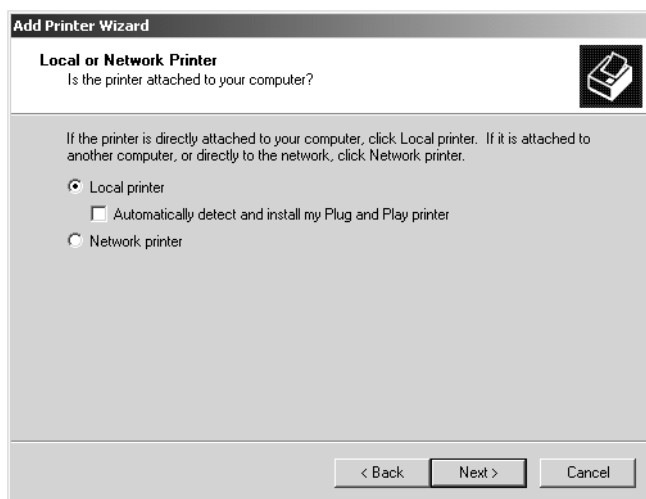 Add Printer Wizard
Local or Network Printer
Is the printer attached to your computer?
If the printer is directly attached to your computer, click Local printer. If it is attached to
another computer, or directly to the network, click Network printer.
Local printer
Automatically detect and install my Plug and Play printer
Network printer
< Back
Next >
Cancel